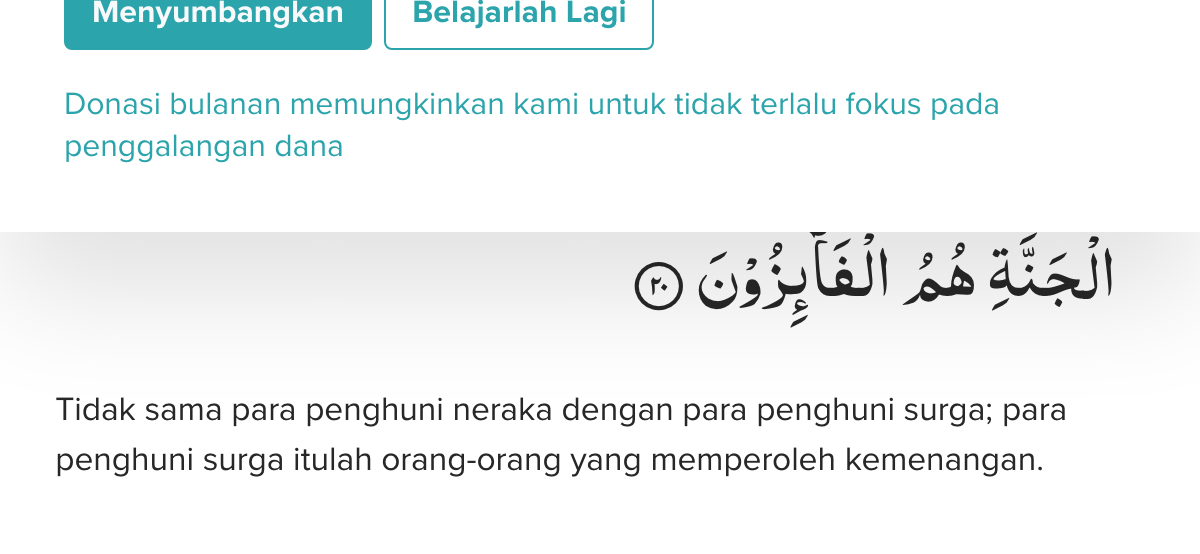 Menyumbangkan Belajarlah Lagi
Donasi bulanan memungkinkan kami untuk tidak terlalu fokus pada
penggalangan dana
الْجَنَّةِ هُمُ الْفَآىِٕزُوْنَ ٢٠
Tidak sama para penghuni neraka dengan para penghuni surga; para
penghuni surga itulah orang-orang yang memperoleh kemenangan.